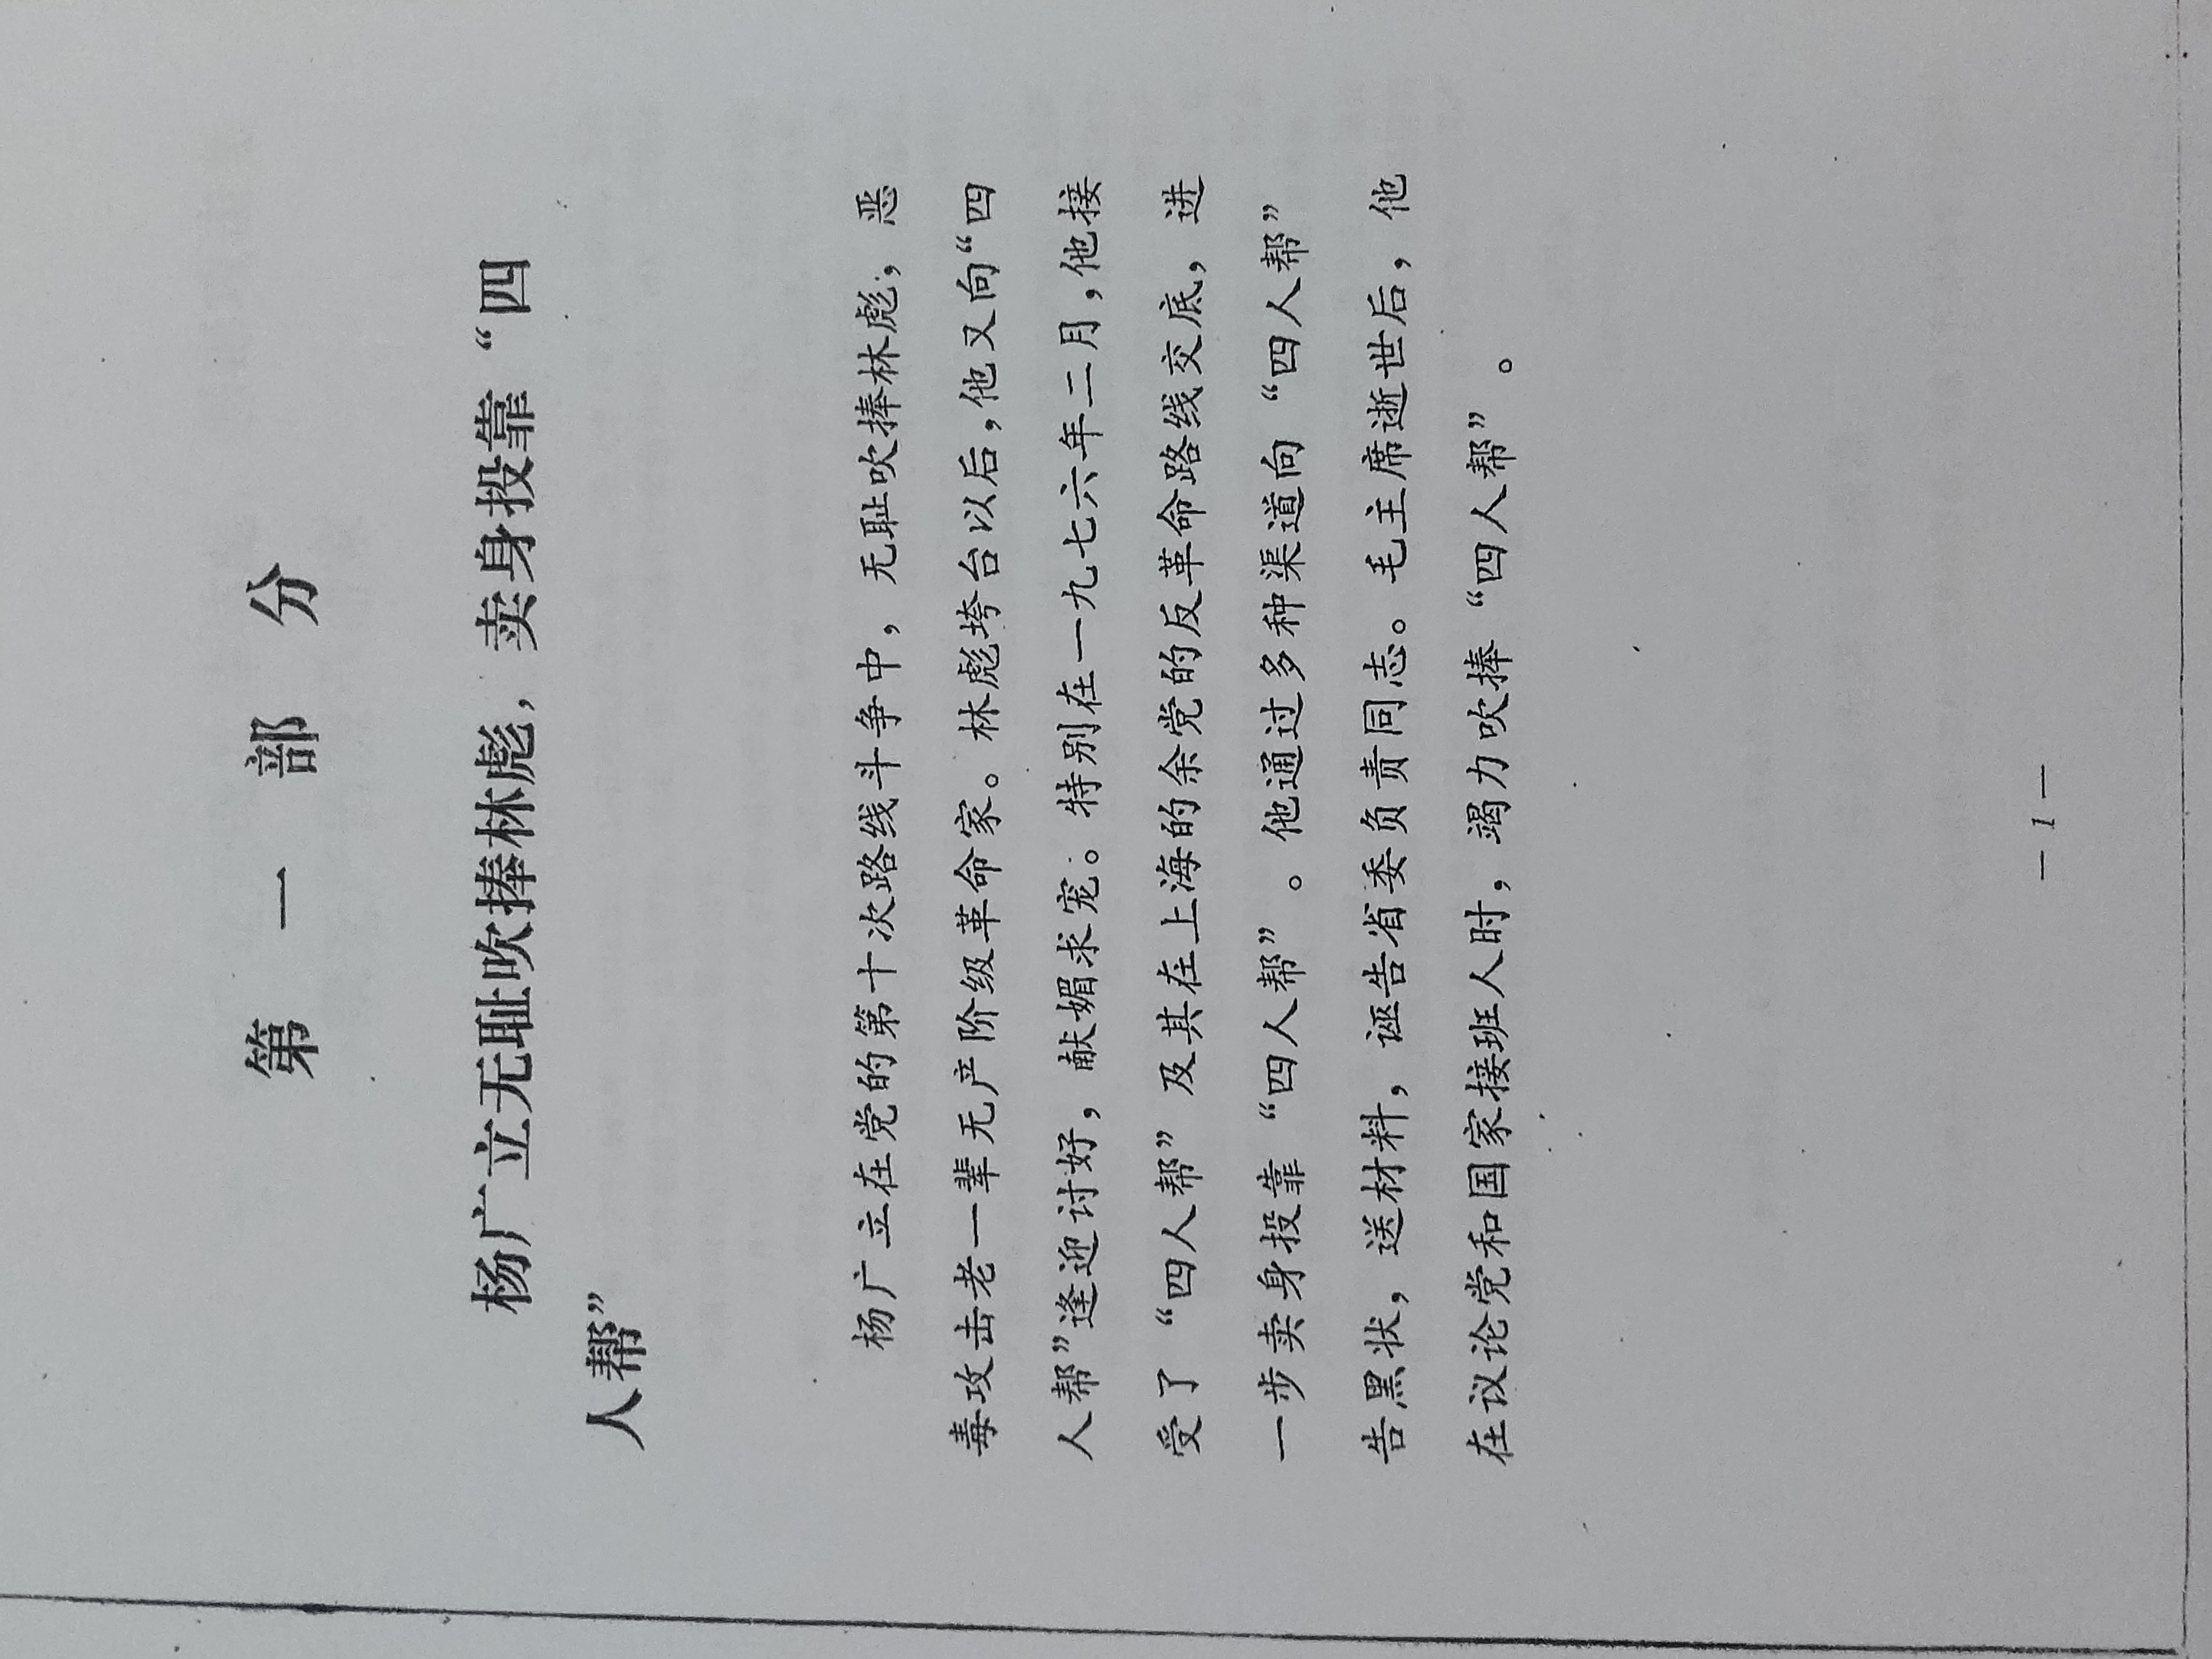 第一部分
杨广立无耻吹捧林彪，卖身投靠“四
人帮”
杨广立在党的第十次路线斗争中，无耻吹捧林彪，恶
毒攻击老一辈无产阶级革命家。林彪垮台以后，他又向“四
人帮”逢迎讨好，献媚求宠。特别在一九七六年二月，他接
受了“四人帮”及其在上海的余党的反革命路线交底，进
一步卖身投靠“四人帮”。他通过多种渠道向“四人帮”
告黑状，送材料，诬告省委负责同志。毛主席逝世后，他
在议论党和国家接班人时，竭力吹捧“四人帮”。
— 1 —